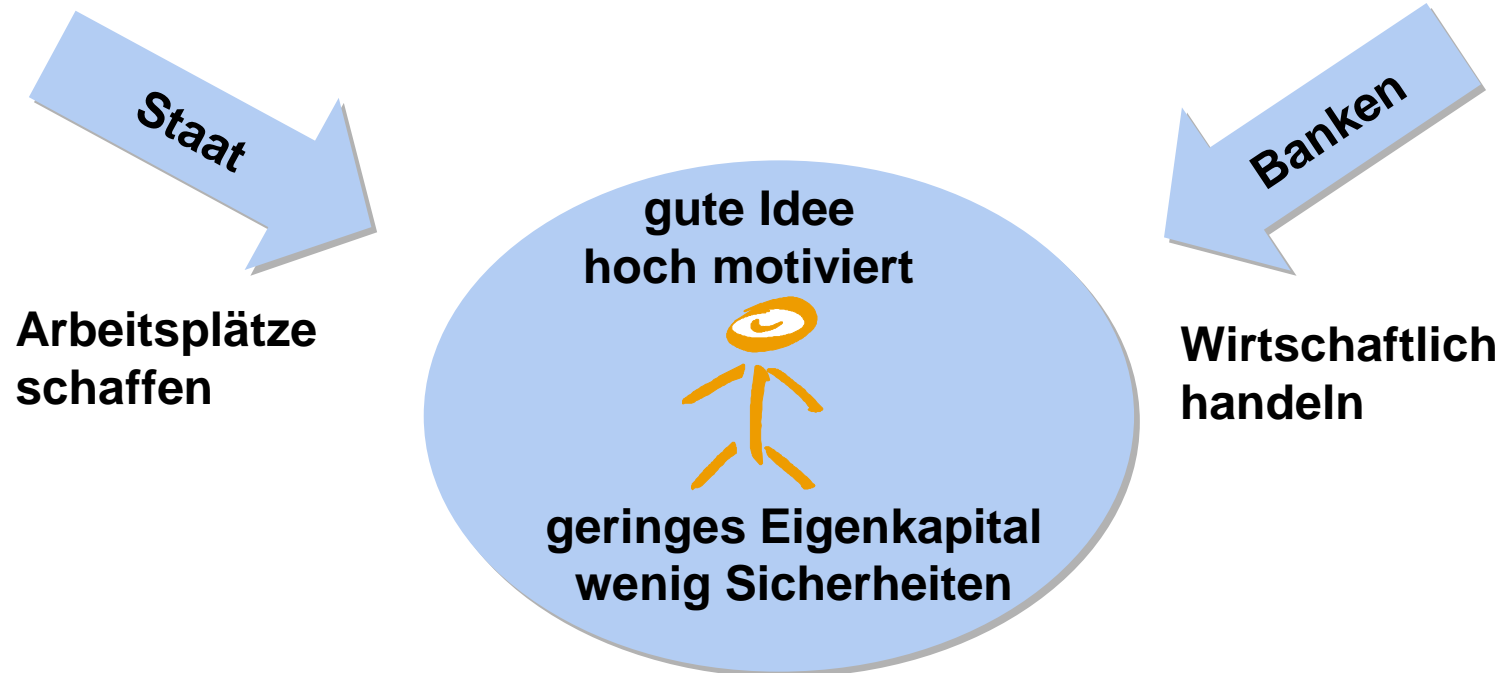 Staat
Banken
gute Idee
hoch motiviert
Arbeitsplätze
schaffen
Wirtschaftlich
handeln
geringes Eigenkapital
wenig Sicherheiten